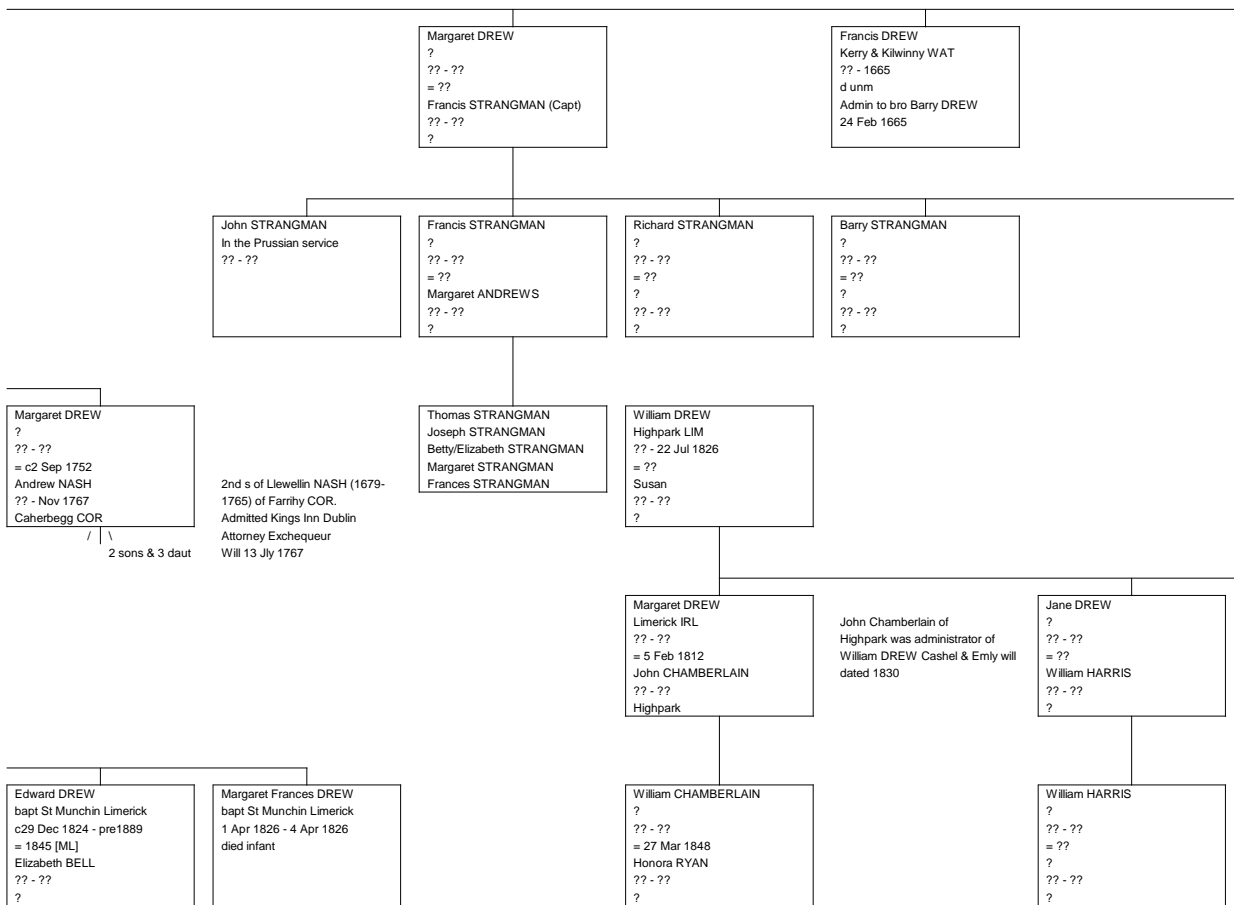 Margaret DREW
?
?? - ??
= ??
Francis STRANGMAN (Capt)
?? - ??
?
Francis DREW
Kerry & Kilwinny WAT
?? - 1665
d unm
Admin to bro Barry DREW
24 Feb 1665
John STRANGMAN
In the Prussian service
?? - ??
Francis STRANGMAN
?
?? - ??
= ??
Margaret ANDREWS
?? - ??
?
Richard STRANGMAN
?
?? - ??
= ??
?
?? - ??
?
Barry STRANGMAN
?
?? - ??
= ??
?
?? - ??
?
Margaret DREW
?
?? - ??
= c2 Sep 1752
Andrew NASH
?? - Nov 1767
Caherbegg COR
/ | \
2 sons & 3 daut
2nd s of Llewellin NASH (1679-
1765) of Farrihy COR.
Admitted Kings Inn Dublin
Attorney Exchequeur
Will 13 Jly 1767
Thomas STRANGMAN
Joseph STRANGMAN
Betty/Elizabeth STRANGMAN
Margaret STRANGMAN
Frances STRANGMAN
William DREW
Highpark LIM
?? - 22 Jul 1826
= ??
Susan
?? - ??
?
Margaret DREW
Limerick IRL
?? - ??
= 5 Feb 1812
John CHAMBERLAIN
?? - ??
Highpark
John Chamberlain of
Highpark was administrator of
William DREW Cashel & Emly will
dated 1830
Jane DREW
?
?? - ??
= ??
William HARRIS
?? - ??
?
Edward DREW
bapt St Munchin Limerick
c29 Dec 1824 - pre1889
= 1845 [ML]
Elizabeth BELL
?? - ??
?
Margaret Frances DREW
bapt St Munchin Limerick
1 Apr 1826 - 4 Apr 1826
died infant
William CHAMBERLAIN
?
?? - ??
= 27 Mar 1848
Honora RYAN
?? - ??
?
William HARRIS
?
?? - ??
= ??
?
?? - ??
?